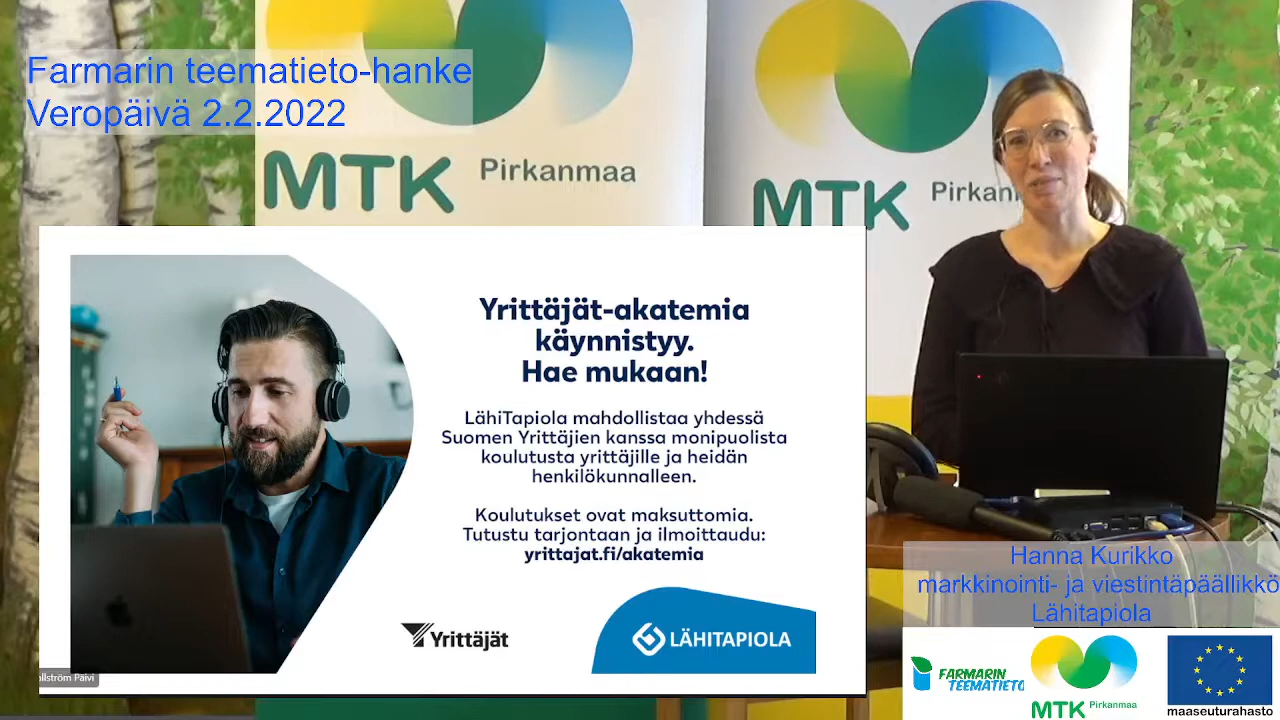 Farmarin teematieto-hanke
Veropäivä 2.2.2022
MTK Pirkanmaa
MTK
Yrittäjät-akatemia
käynnistyy.
Hae mukaan!
LähiTapiola mahdollistaa yhdessä
Suomen Yrittäjien kanssa monipuolista
koulutusta yrittäjille ja heidän
henkilökunnalleen.
Koulutukset ovat maksuttomia.
Tutustu tarjontaan ja ilmoittaudu:
yrittajat.fi/akatemia
Yrittäjät
LÄHITAPIOLA
Päivi
Hanna Kurikko
markkinointi- ja viestintäpäällikkö
Lähitapiola
FARMARIN
TEEMATIETO
MTK Pirkanmaa
maaseuturahasto